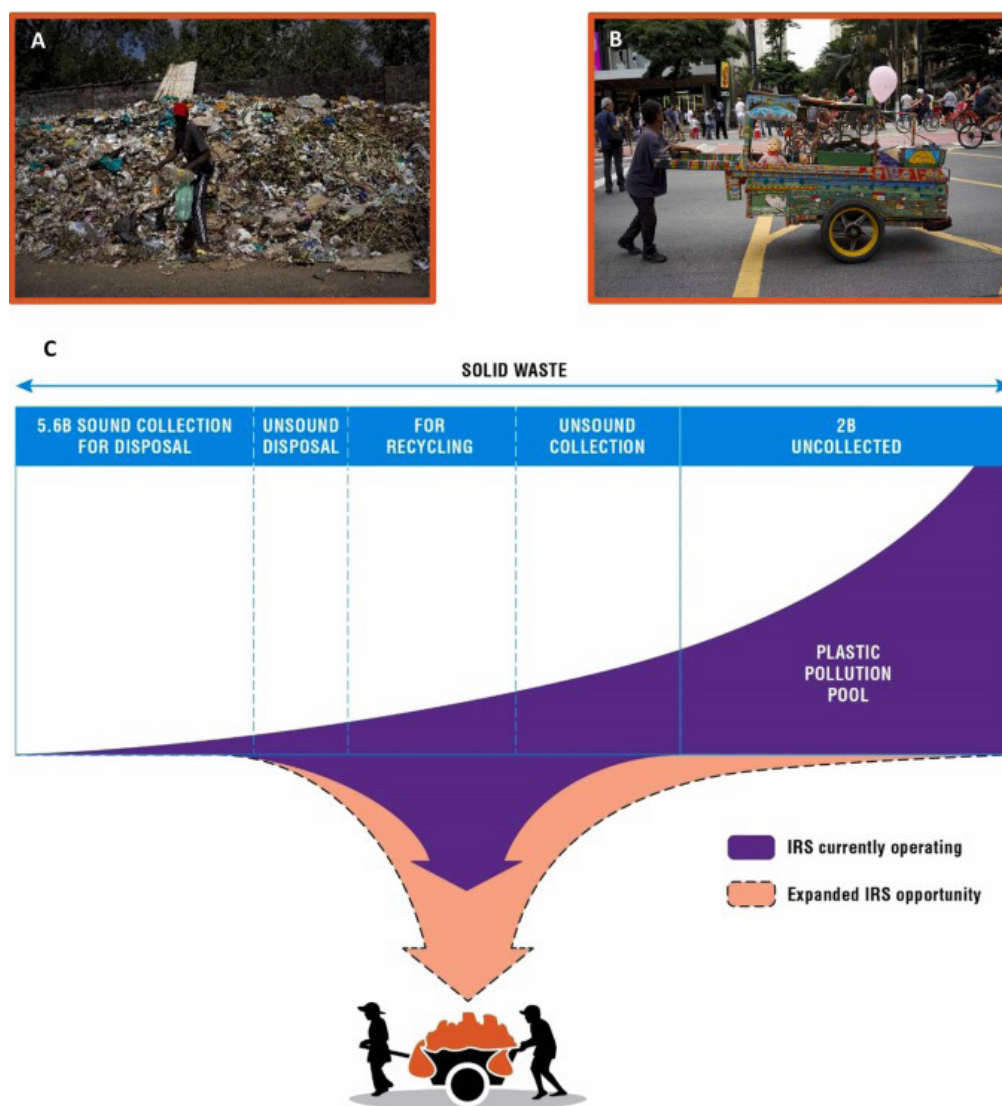 A
B
C
SOLID WASTE
5.6B SOUND COLLECTION
FOR DISPOSAL
UNSOUND
DISPOSAL
FOR
RECYCLING
UNSOUND
COLLECTION
2B
UNCOLLECTED
PLASTIC
POLLUTION
POOL
IRS currently operating
Expanded IRS opportunity